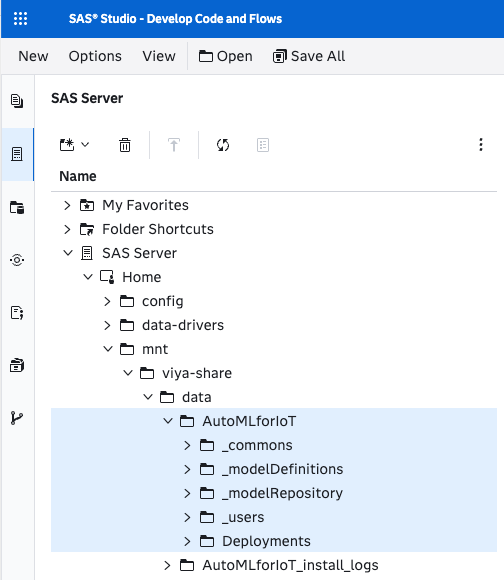 SAS® Studio - Develop Code and Flows
New Options View Open Save All
SAS Server
Name
My Favorites
Folder Shortcuts
SAS Server
Home
config
data-drivers
mnt
viya-share
data
AutoMLforIoT
_commons
_modelDefinitions
_modelRepository
_users
Deployments
AutoMLforIoT_install_logs